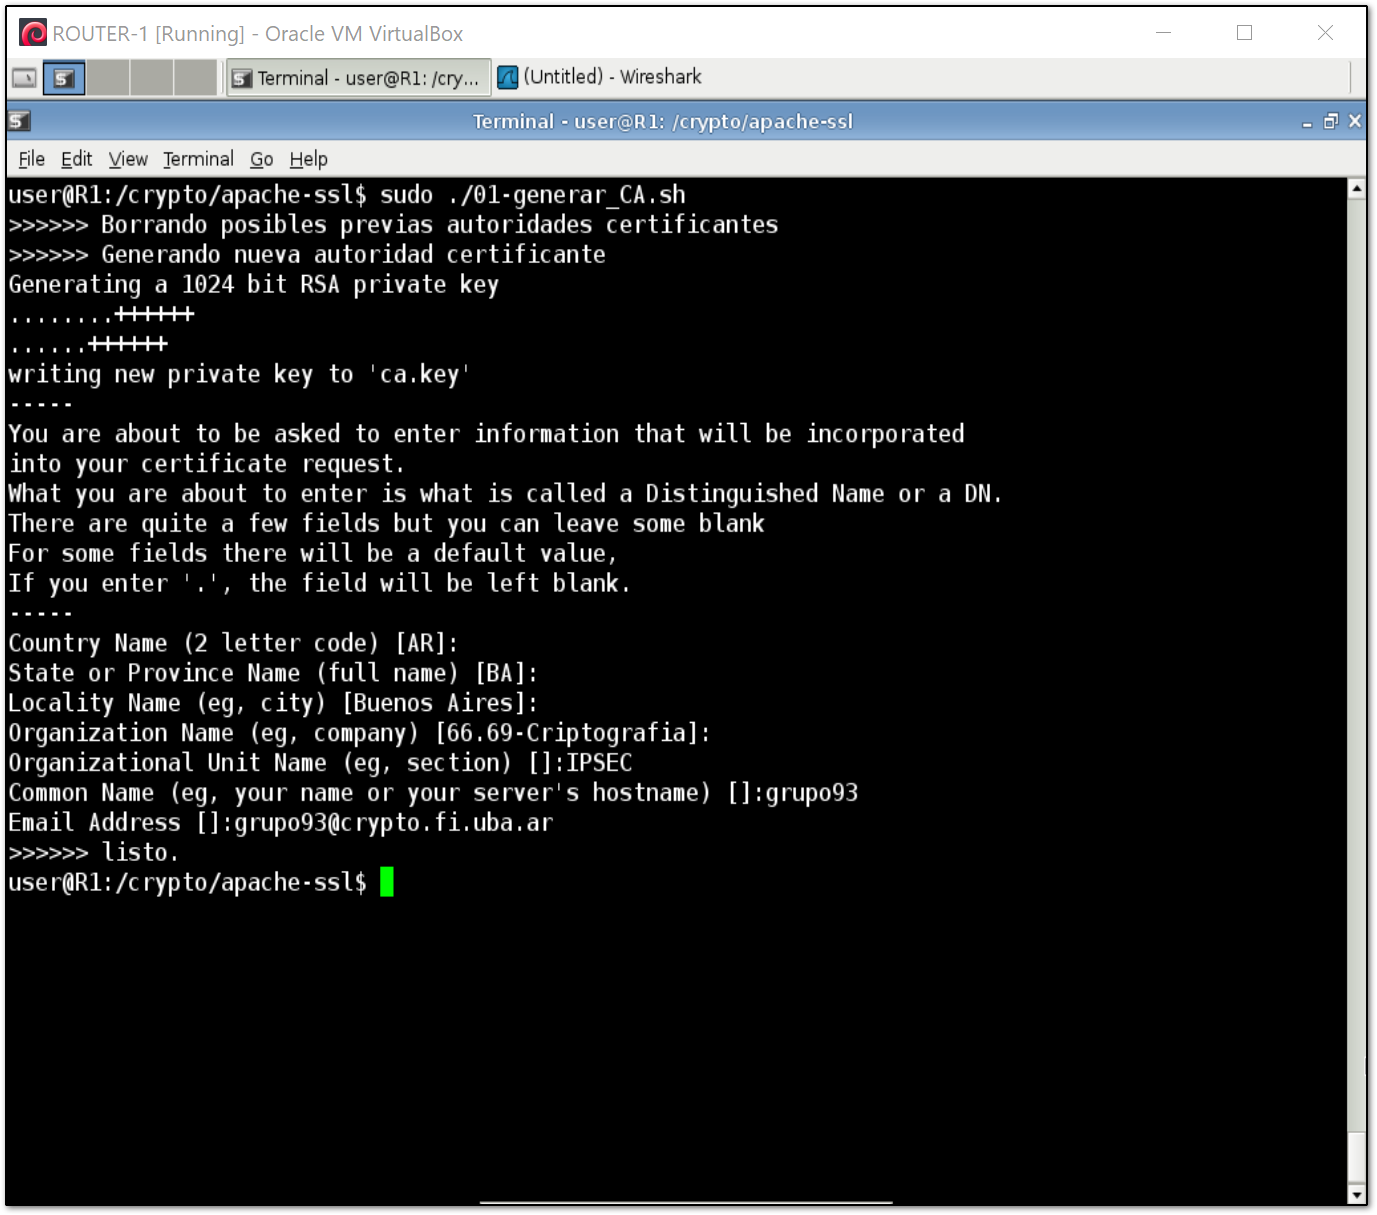 ROUTER-1 [Running] - Oracle VM VirtualBox
Terminal - user@R1: /cry... (Untitled) - Wireshark
Terminal - user@R1: /crypto/apache-ssl
File Edit View Terminal Go Help
user@R1:/crypto/apache-ssl$ sudo ./01-generar_CA.sh
>>>>>> Borrando posibles previas autoridades certificantes
>>>>>> Generando nueva autoridad certificante
Generating a 1024 bit RSA private key
........++++++
......++++++
writing new private key to 'ca.key'
-----
You are about to be asked to enter information that will be incorporated
into your certificate request.
What you are about to enter is what is called a Distinguished Name or a DN.
There are quite a few fields but you can leave some blank
For some fields there will be a default value,
If you enter '.', the field will be left blank.
-----
Country Name (2 letter code) [AR]:
State or Province Name (full name) [BA]:
Locality Name (eg, city) [Buenos Aires]:
Organization Name (eg, company) [66.69-Criptografia]:
Organizational Unit Name (eg, section) []:IPSEC
Common Name (eg, your name or your server's hostname) []:grupo93
Email Address []:grupo93@crypto.fi.uba.ar
>>>>>> listo.
user@R1:/crypto/apache-ssl$